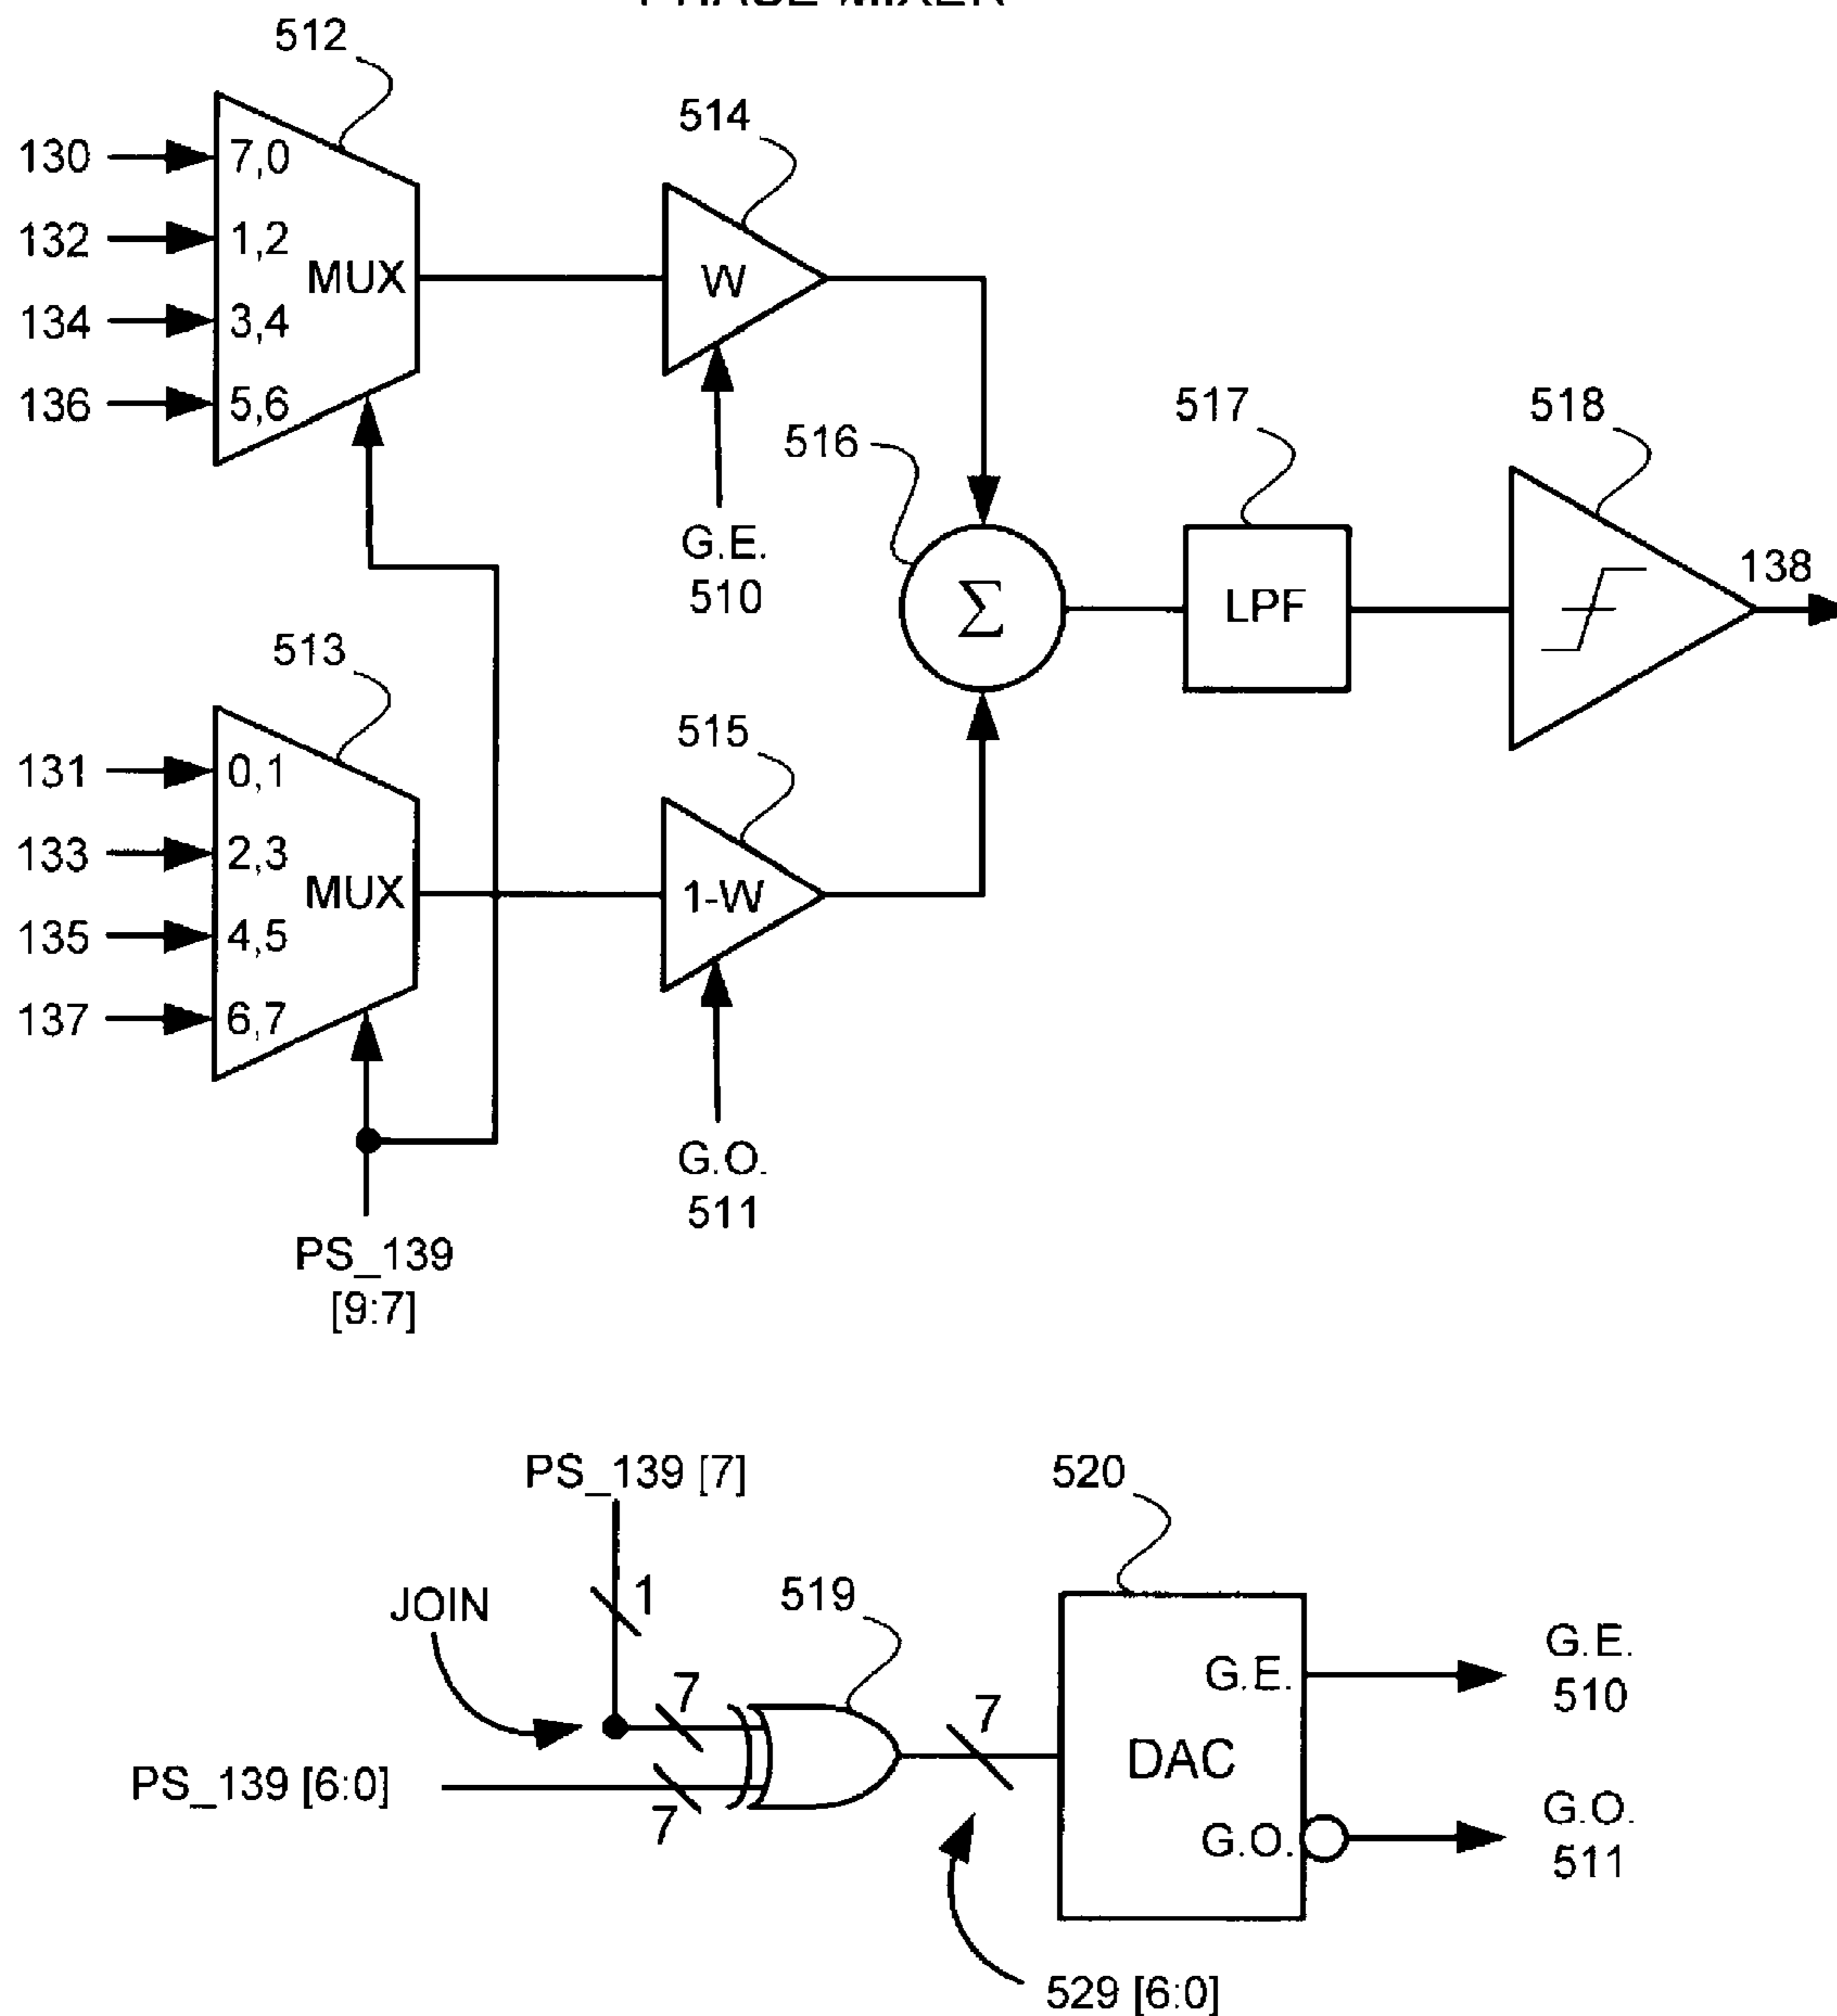 PHASE MIXER
512
130
7,0
132
1,2
134
3,4
136
5,6
MUX
514
W
G.E.
510
516
Σ
517
LPF
518
138
513
131
0,1
133
2,3
135
4,5
137
6,7
MUX
515
1-W
G.O.
511
PS_139
[9:7]
PS_139 [7]
1
JOIN
7
PS_139 [6:0]
7
519
7
529 [6:0]
520
G.E.
DAC
G.O.
G.E.
510
G.O.
511